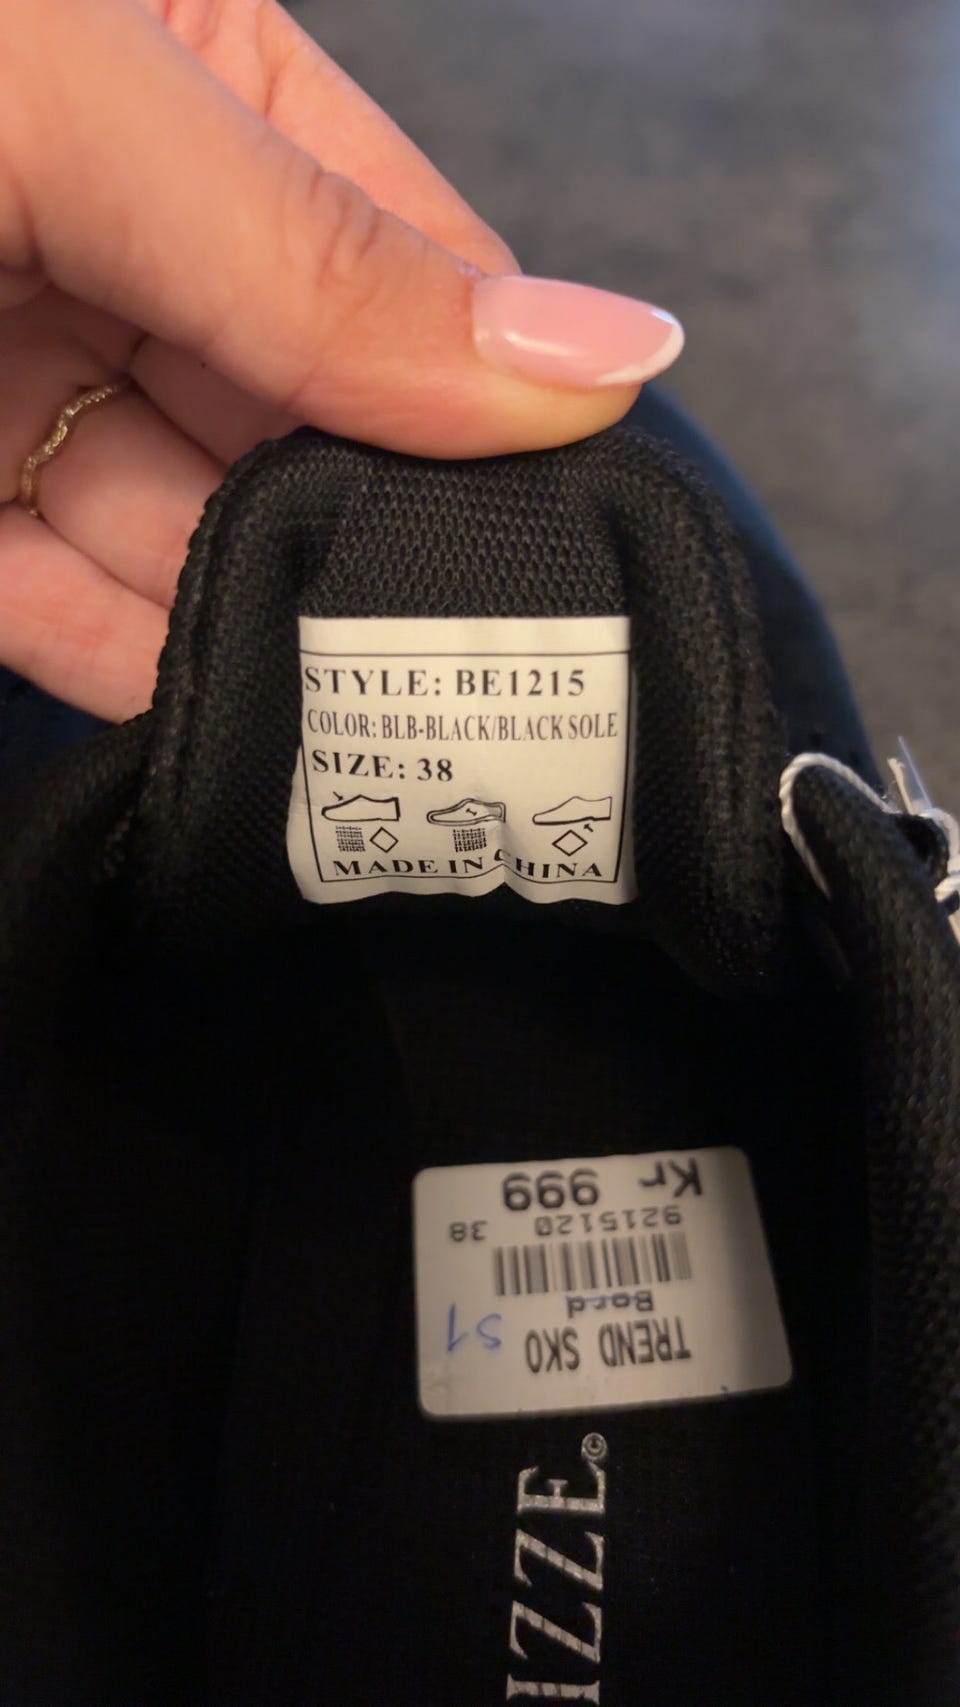 STYLE: BE1215
COLOR: BLB-BLACK/BLACK SOLE
SIZE: 38
MADE IN CHINA
TREND SKO
Bord
S1
9215120 38
Kr 999
IZZE